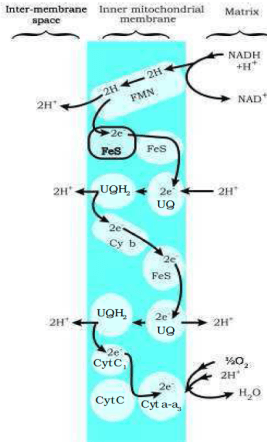 Inter-membrane space
Inner mitochondrial membrane
Matrix
NADH
+H⁺
2H
2H
FMN
NAD⁺
2H⁺
2e⁻
FeS
FeS
2H⁺
UQH₂
2e⁻
UQ
2H⁺
2e⁻
Cy b
2e⁻
FeS
2H⁺
UQH₂
2e⁻
UQ
2H⁺
2e⁻
CytC₁
½O₂
2H⁺
2e⁻
H₂O
CytC
Cyt a-a₃